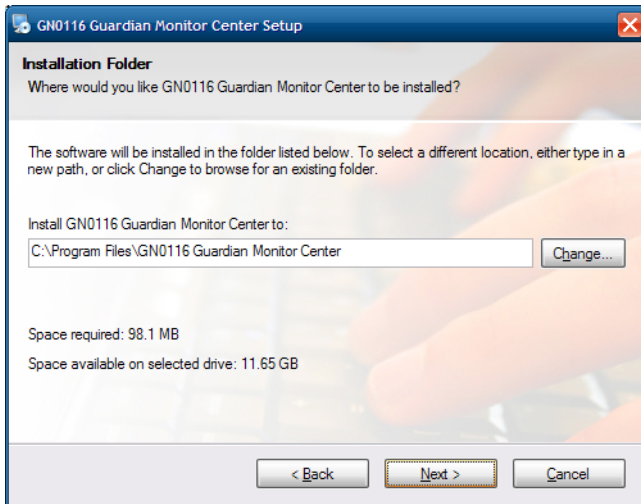 GN0116 Guardian Monitor Center Setup
Installation Folder
Where would you like GN0116 Guardian Monitor Center to be installed?
The software will be installed in the folder listed below. To select a different location, either type in a
new path, or click Change to browse for an existing folder.
Install GN0116 Guardian Monitor Center to:
C:\Program Files\GN0116 Guardian Monitor Center
Change...
Space required: 98.1 MB
Space available on selected drive: 11.65 GB
< Back
Next >
Cancel